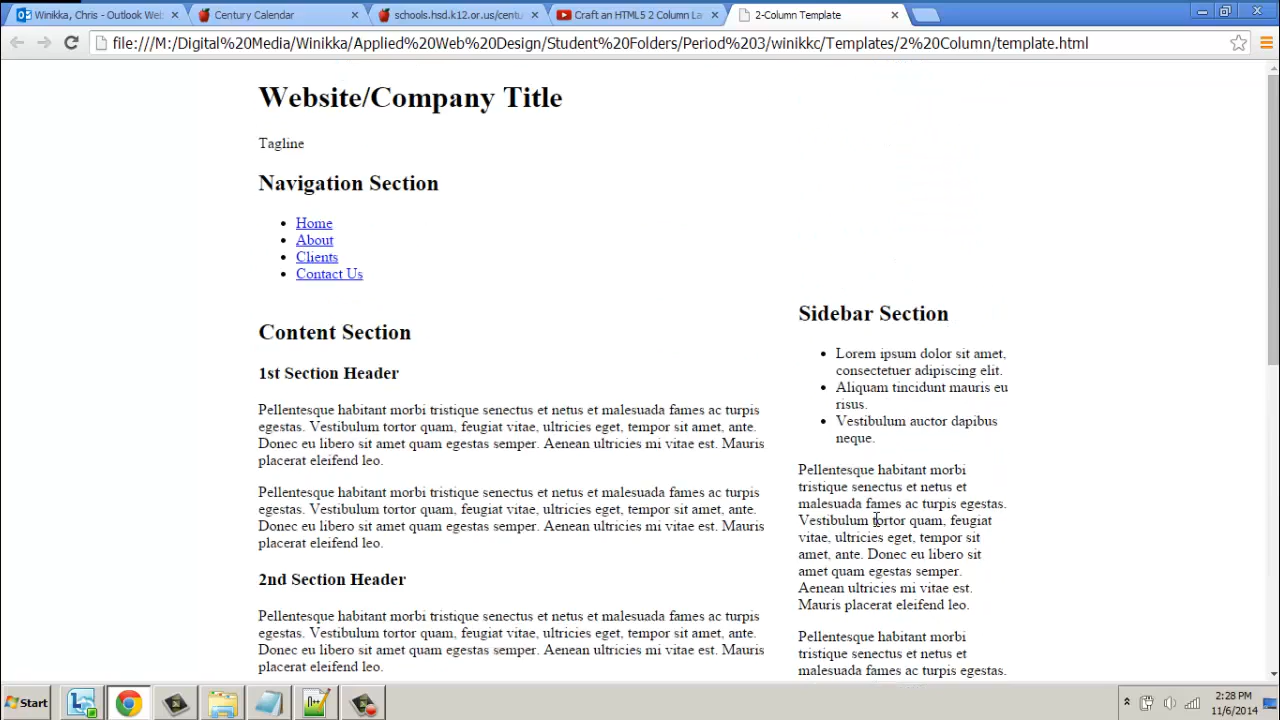 Winikka, Chris - Outlook Web
Century Calendar
schools.hsd.k12.or.us/centu
Craft an HTML5 2 Column La
2-Column Template
file:///M:/Digital%20Media/Winikka/Applied%20Web%20Design/Student%20Folders/Period%203/winikkc/Templates/2%20Column/template.html
Website/Company Title
Tagline
Navigation Section
Home
About
Clients
Contact Us
Content Section
1st Section Header
Pellentesque habitant morbi tristique senectus et netus et malesuada fames ac turpis
egestas. Vestibulum tortor quam, feugiat vitae, ultricies eget, tempor sit amet, ante.
Donec eu libero sit amet quam egestas semper. Aenean ultricies mi vitae est. Mauris
placerat eleifend leo.
Pellentesque habitant morbi tristique senectus et netus et malesuada fames ac turpis
egestas. Vestibulum tortor quam, feugiat vitae, ultricies eget, tempor sit amet, ante.
Donec eu libero sit amet quam egestas semper. Aenean ultricies mi vitae est. Mauris
placerat eleifend leo.
2nd Section Header
Pellentesque habitant morbi tristique senectus et netus et malesuada fames ac turpis
egestas. Vestibulum tortor quam, feugiat vitae, ultricies eget, tempor sit amet, ante.
Donec eu libero sit amet quam egestas semper. Aenean ultricies mi vitae est. Mauris
placerat eleifend leo.
Sidebar Section
Lorem ipsum dolor sit amet,
consectetuer adipiscing elit.
Aliquam tincidunt mauris eu
risus.
Vestibulum auctor dapibus
neque.
Pellentesque habitant morbi
tristique senectus et netus et
malesuada fames ac turpis egestas.
Vestibulum tortor quam, feugiat
vitae, ultricies eget, tempor sit
amet, ante. Donec eu libero sit
amet quam egestas semper.
Aenean ultricies mi vitae est.
Mauris placerat eleifend leo.
Pellentesque habitant morbi
tristique senectus et netus et
malesuada fames ac turpis egestas.
Start
2:28 PM
11/6/2014